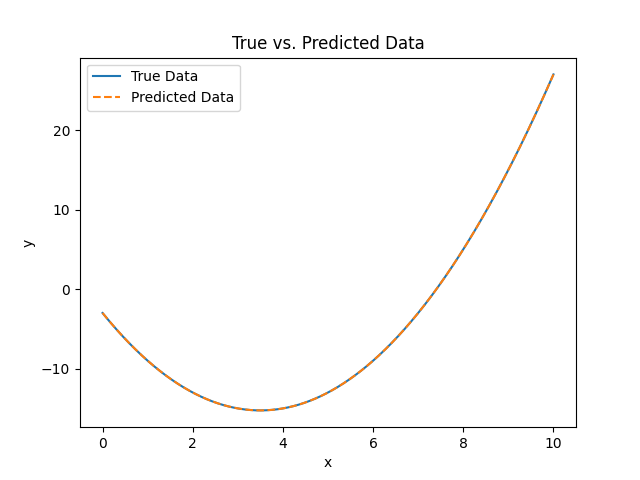 True vs. Predicted Data
True Data
Predicted Data
20
10
0
−10
y
0 2 4 6 8 10
x